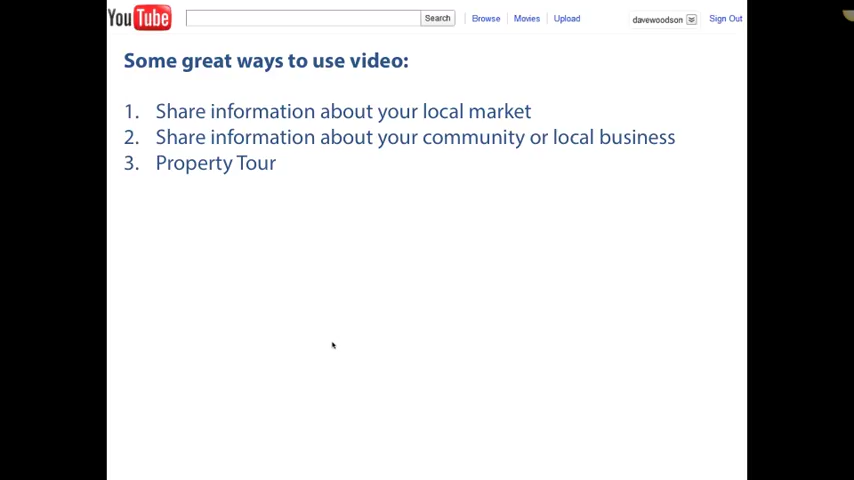 YouTube Search Browse Movies Upload davewoodson Sign Out
Some great ways to use video:
1. Share information about your local market
2. Share information about your community or local business
3. Property Tour